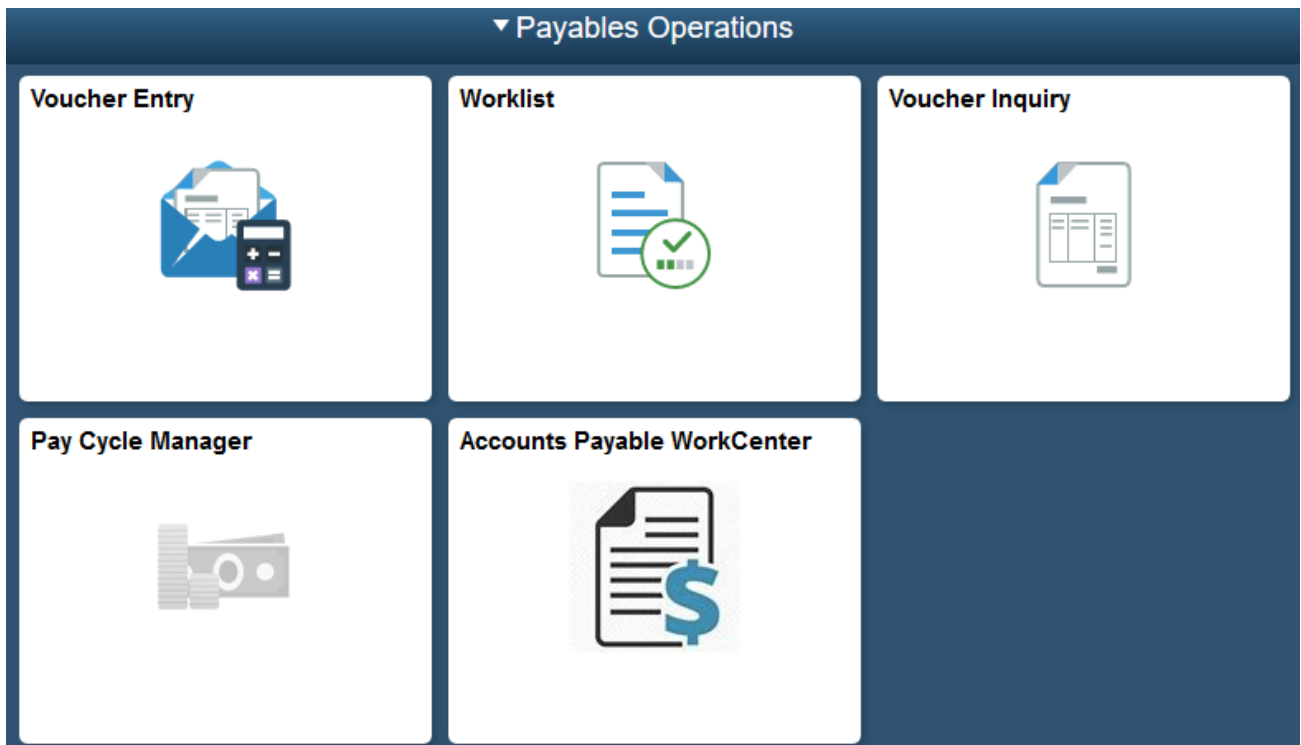 Payables Operations
Voucher Entry
Worklist
Voucher Inquiry
Pay Cycle Manager
Accounts Payable WorkCenter
$